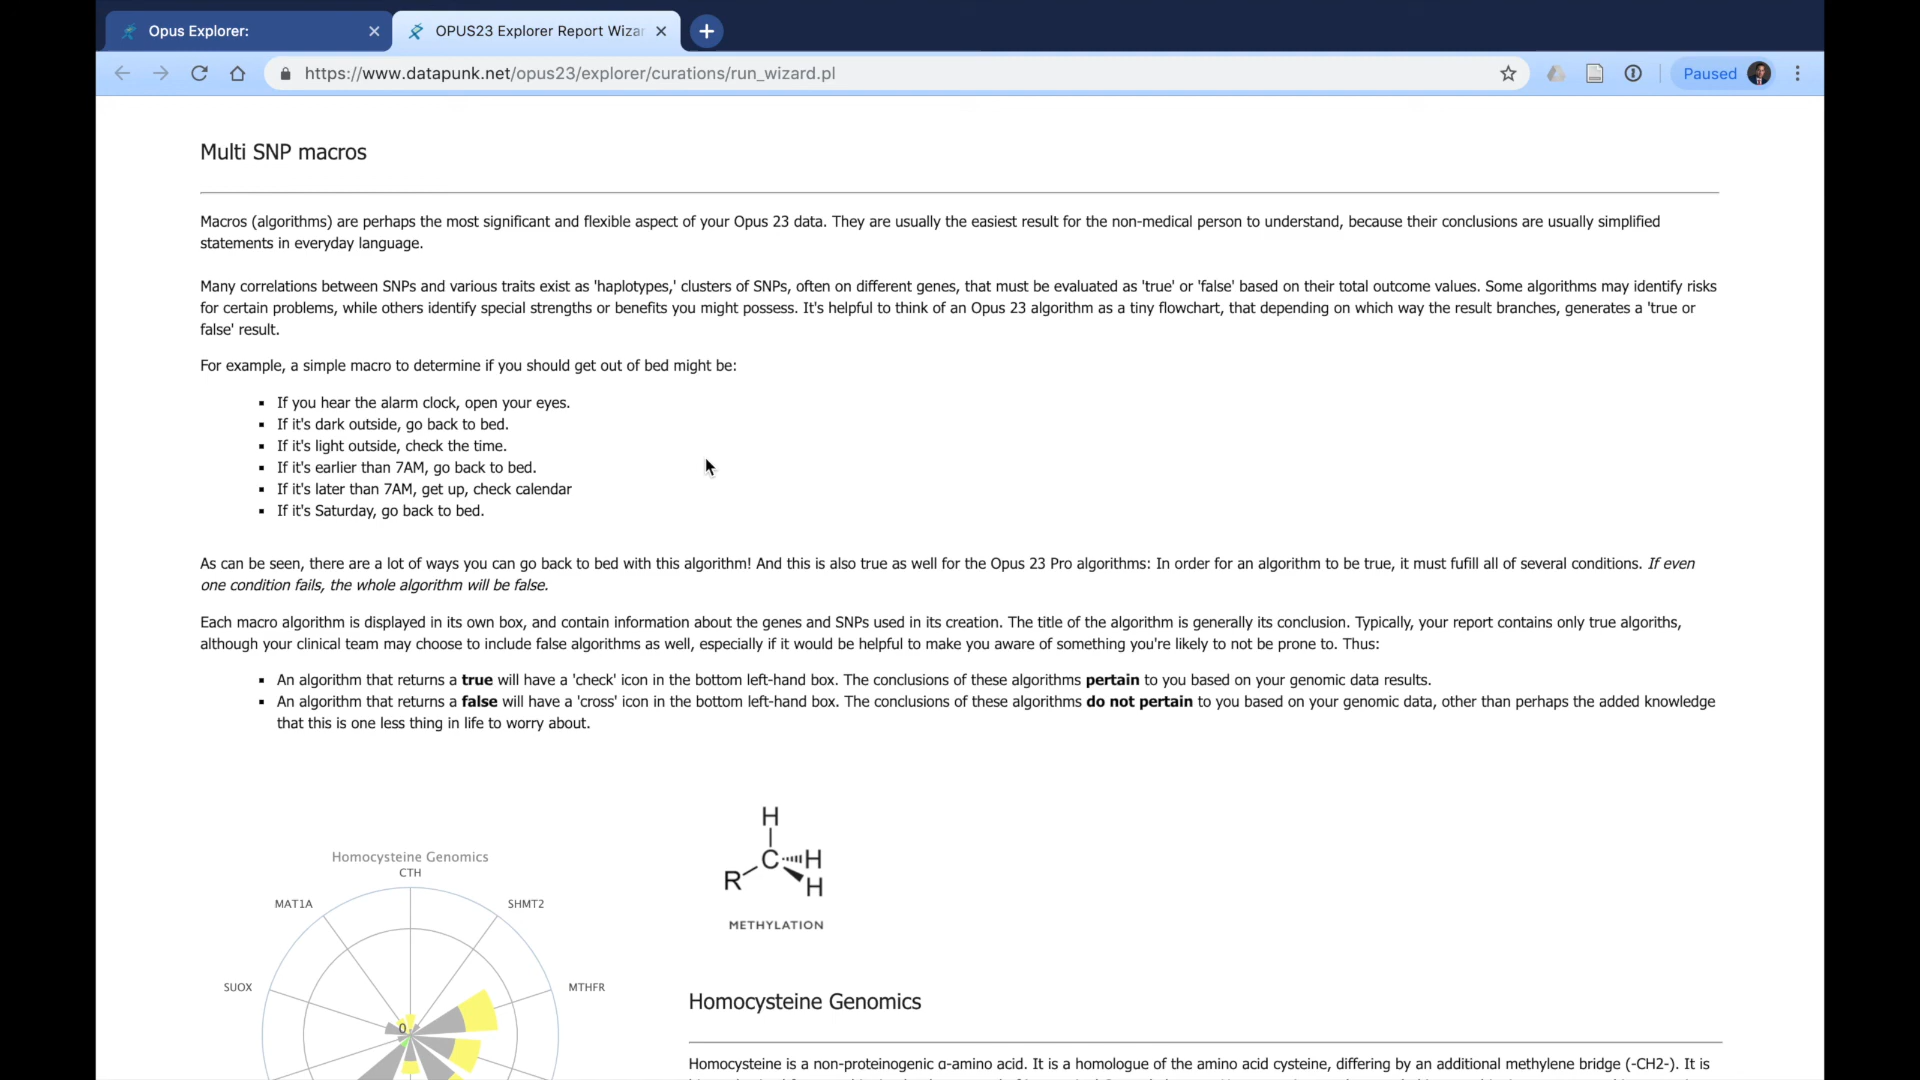 Opus Explorer:
OPUS23 Explorer Report Wizar
https://www.datapunk.net/opus23/explorer/curations/run_wizard.pl
Paused
Multi SNP macros
Macros (algorithms) are perhaps the most significant and flexible aspect of your Opus 23 data. They are usually the easiest result for the non-medical person to understand, because their conclusions are usually simplified
statements in everyday language.
Many correlations between SNPs and various traits exist as 'haplotypes,' clusters of SNPs, often on different genes, that must be evaluated as 'true' or 'false' based on their total outcome values. Some algorithms may identify risks
for certain problems, while others identify special strengths or benefits you might possess. It's helpful to think of an Opus 23 algorithm as a tiny flowchart, that depending on which way the result branches, generates a 'true or
false' result.
For example, a simple macro to determine if you should get out of bed might be:
▪ If you hear the alarm clock, open your eyes.
▪ If it's dark outside, go back to bed.
▪ If it's light outside, check the time.
▪ If it's earlier than 7AM, go back to bed.
▪ If it's later than 7AM, get up, check calendar
▪ If it's Saturday, go back to bed.
As can be seen, there are a lot of ways you can go back to bed with this algorithm! And this is also true as well for the Opus 23 Pro algorithms: In order for an algorithm to be true, it must fufill all of several conditions. If even
one condition fails, the whole algorithm will be false.
Each macro algorithm is displayed in its own box, and contain information about the genes and SNPs used in its creation. The title of the algorithm is generally its conclusion. Typically, your report contains only true algoriths,
although your clinical team may choose to include false algorithms as well, especially if it would be helpful to make you aware of something you're likely to not be prone to. Thus:
▪ An algorithm that returns a true will have a 'check' icon in the bottom left-hand box. The conclusions of these algorithms pertain to you based on your genomic data results.
▪ An algorithm that returns a false will have a 'cross' icon in the bottom left-hand box. The conclusions of these algorithms do not pertain to you based on your genomic data, other than perhaps the added knowledge
that this is one less thing in life to worry about.
H
C H
R H
METHYLATION
Homocysteine Genomics
CTH
MAT1A
SHMT2
SUOX
MTHFR
0
Homocysteine Genomics
Homocysteine is a non-proteinogenic α-amino acid. It is a homologue of the amino acid cysteine, differing by an additional methylene bridge (-CH2-). It is